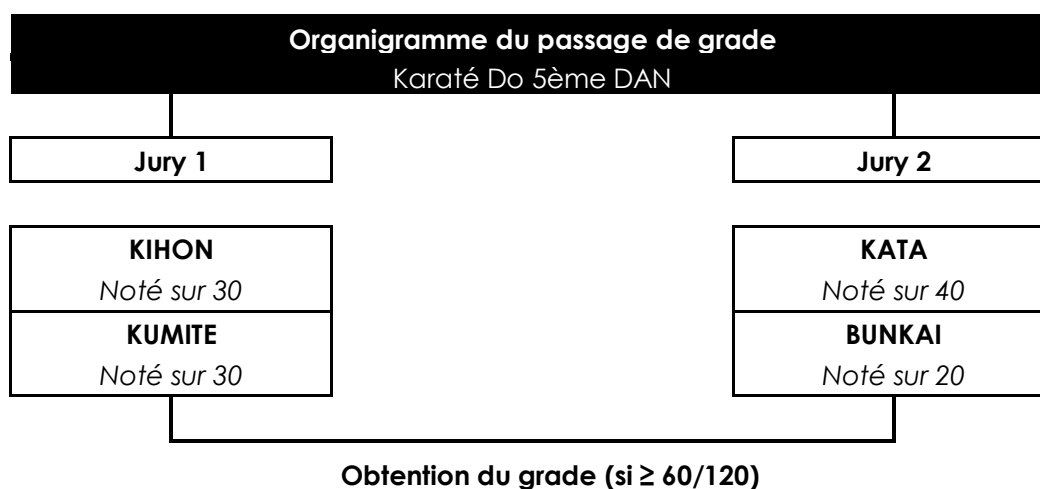 Organigramme du passage de grade
Karaté Do 5ème DAN
Jury 1
Jury 2
KIHON
Noté sur 30
KUMITE
Noté sur 30
KATA
Noté sur 40
BUNKAI
Noté sur 20
Obtention du grade (si ≥ 60/120)